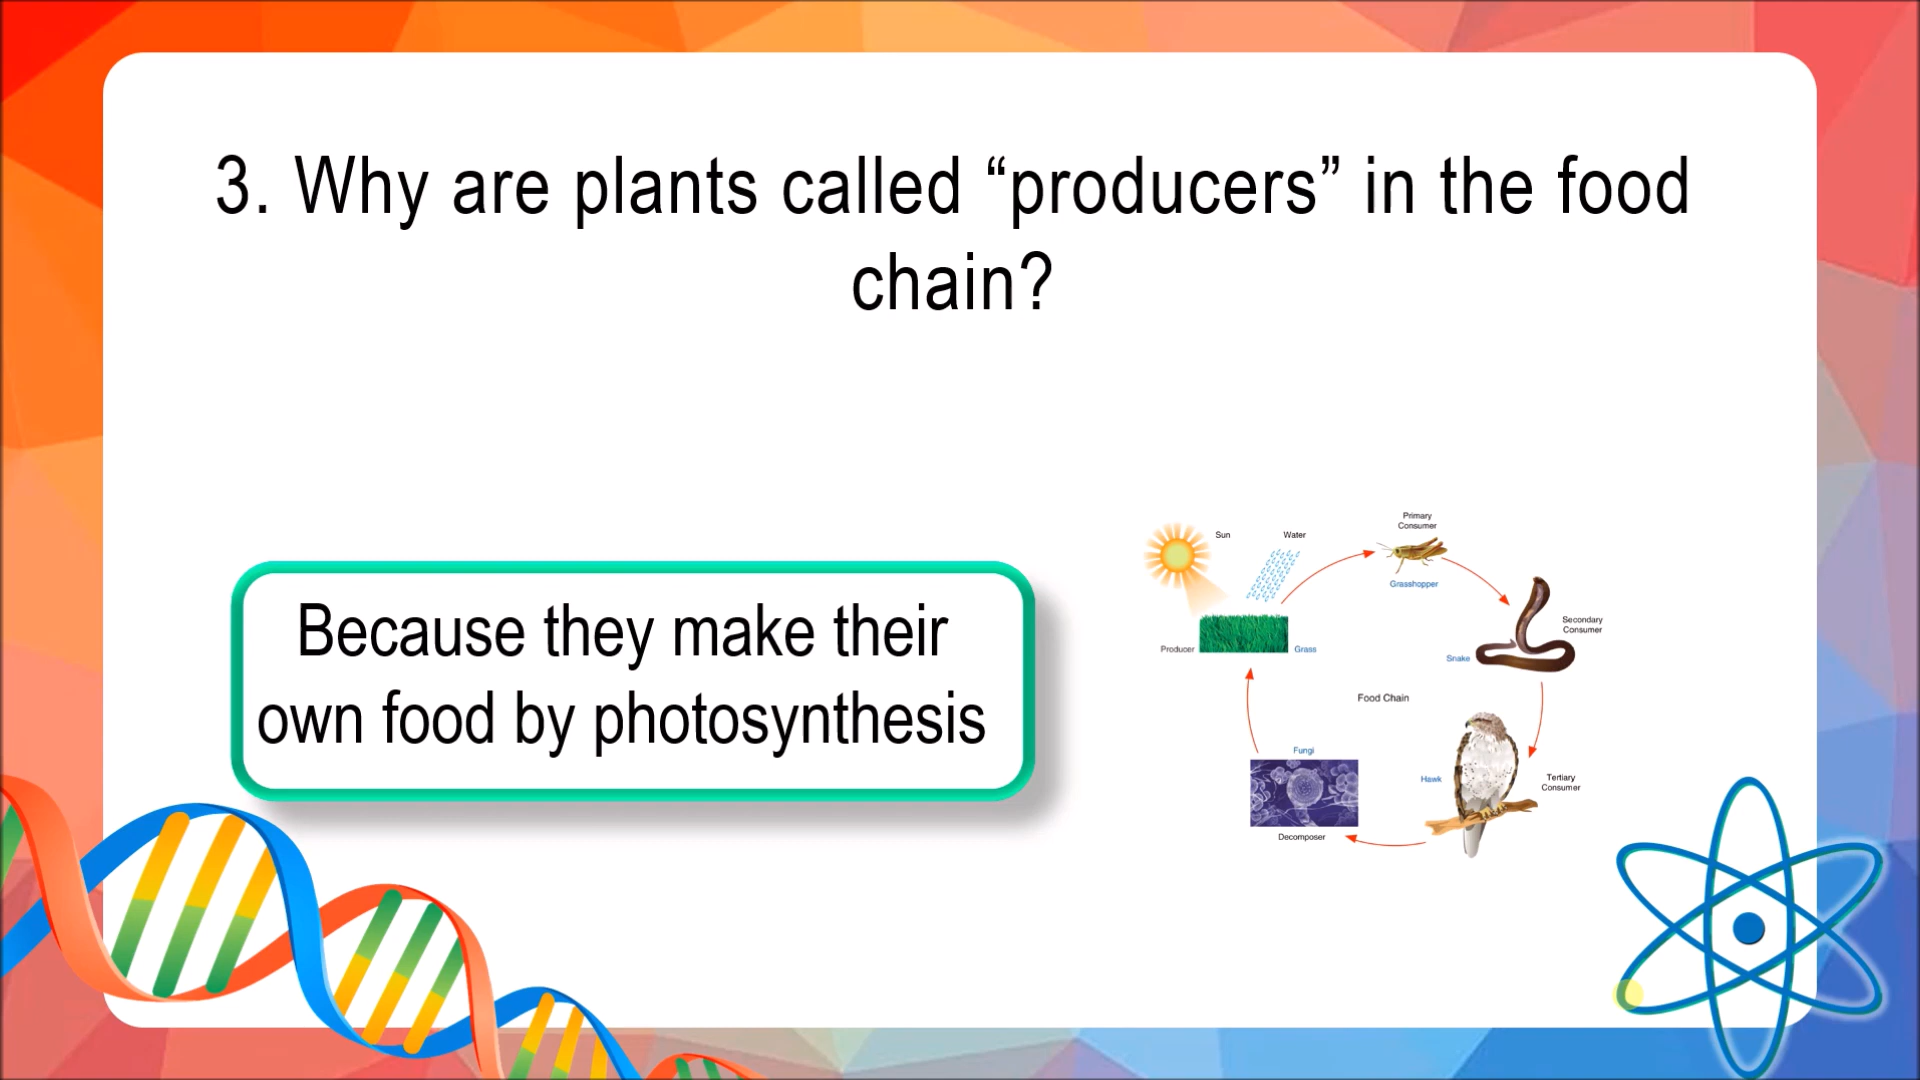 3. Why are plants called “producers” in the food
chain?
Because they make their
own food by photosynthesis
Sun
Water
Primary
Consumer
Grasshopper
Secondary
Consumer
Snake
Producer
Grass
Food Chain
Fungi
Hawk
Tertiary
Consumer
Decomposer